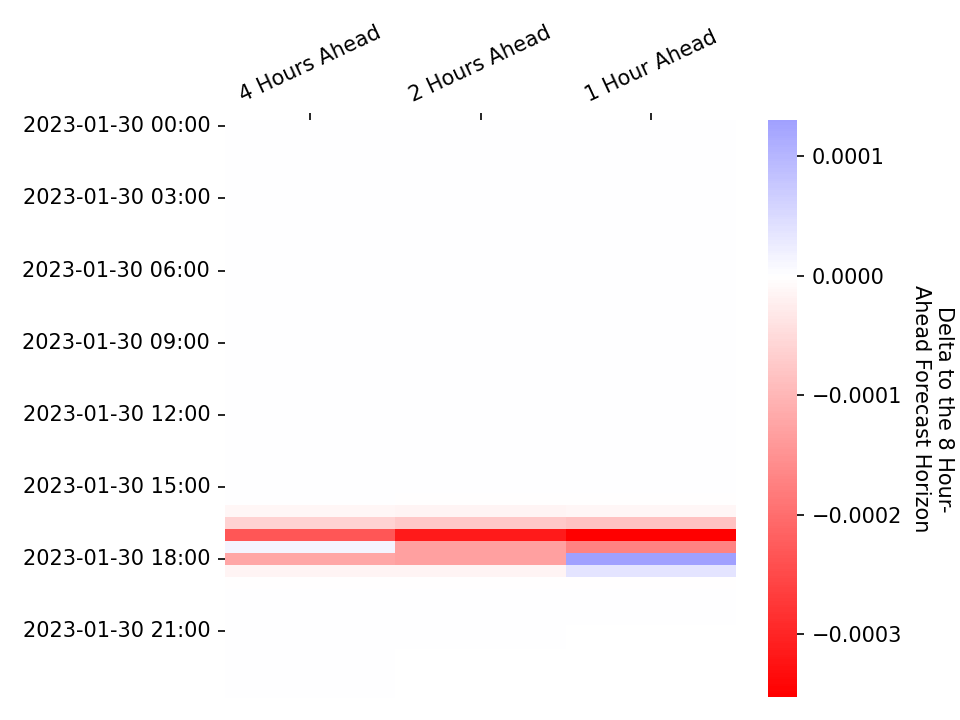 4 Hours Ahead
2 Hours Ahead
1 Hour Ahead
2023-01-30 00:00
2023-01-30 03:00
2023-01-30 06:00
2023-01-30 09:00
2023-01-30 12:00
2023-01-30 15:00
2023-01-30 18:00
2023-01-30 21:00
0.0001
0.0000
−0.0001
−0.0002
−0.0003
Delta to the 8 Hour-
Ahead Forecast Horizon